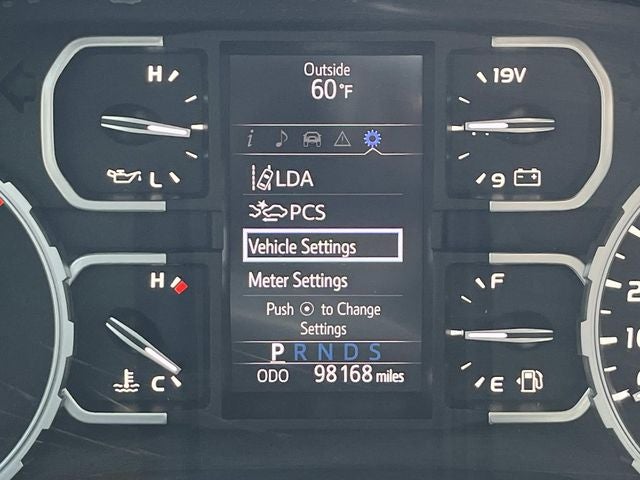 Outside
60°F
H
L
19V
9
i
LDA
PCS
Vehicle Settings
Meter Settings
Push ⦿ to Change
Settings
H
C
F
E
P R N D S
ODO 98168 miles